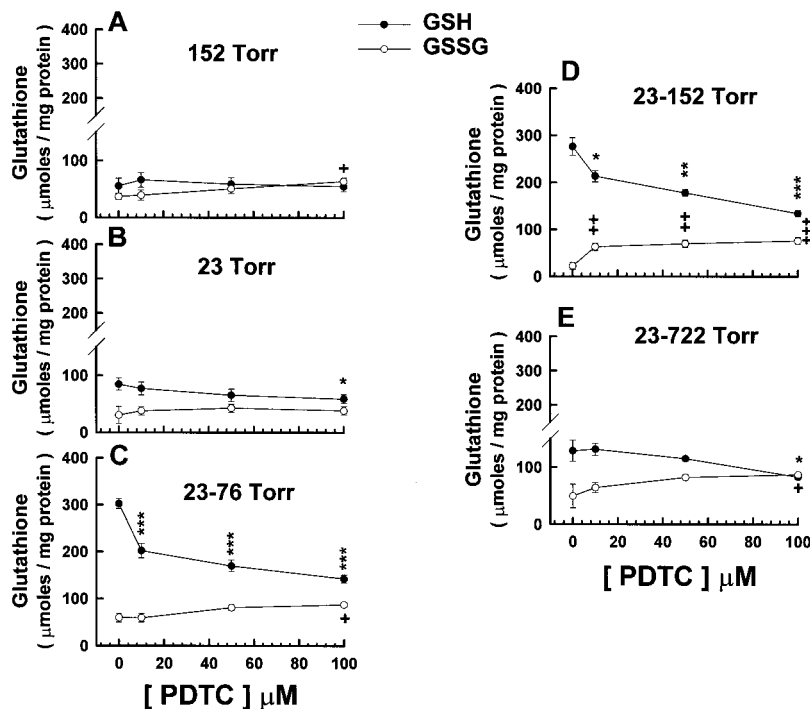 GSH
GSSG
A
152 Torr
400
300
200
100
0
Glutathione
( μmoles / mg protein )
+
B
23 Torr
400
300
200
100
0
Glutathione
( μmoles / mg protein )
*
C
23-76 Torr
400
300
200
100
0
Glutathione
( μmoles / mg protein )
***
***
***
+
0 20 40 60 80 100
[ PDTC ] μM
D
23-152 Torr
400
300
200
100
0
Glutathione
( μmoles / mg protein )
*
**
***
++
++
+++
E
23-722 Torr
400
300
200
100
0
Glutathione
( μmoles / mg protein )
*
+
0 20 40 60 80 100
[ PDTC ] μM